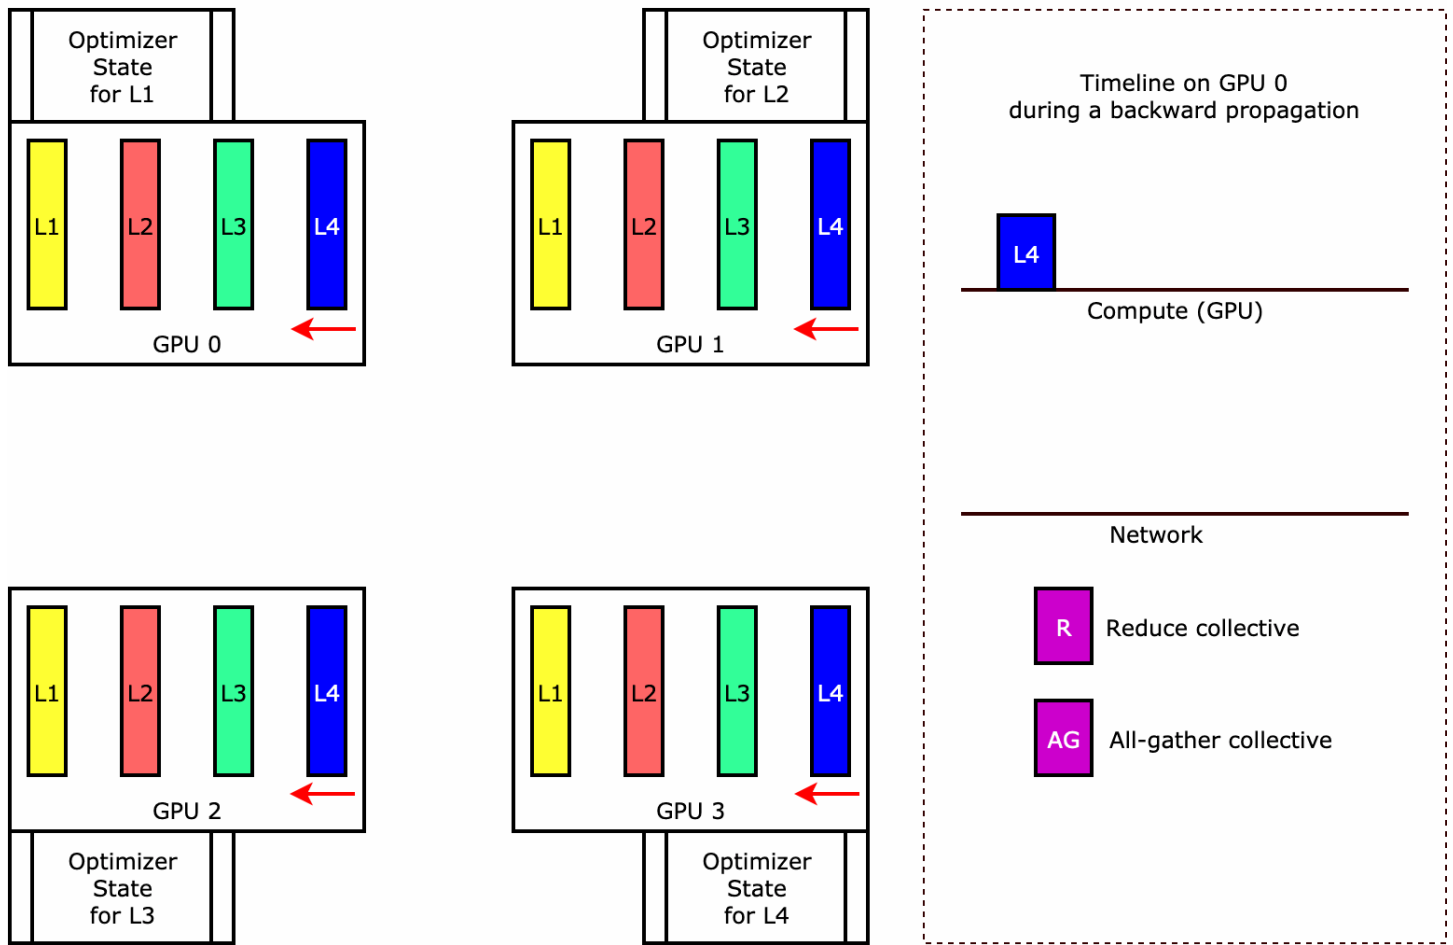 Optimizer
State
for L1
L1
L2
L3
L4
GPU 0
Optimizer
State
for L2
L1
L2
L3
L4
GPU 1
L1
L2
L3
L4
GPU 2
Optimizer
State
for L3
L1
L2
L3
L4
GPU 3
Optimizer
State
for L4
Timeline on GPU 0
during a backward propagation
L4
Compute (GPU)
Network
R
Reduce collective
AG
All-gather collective